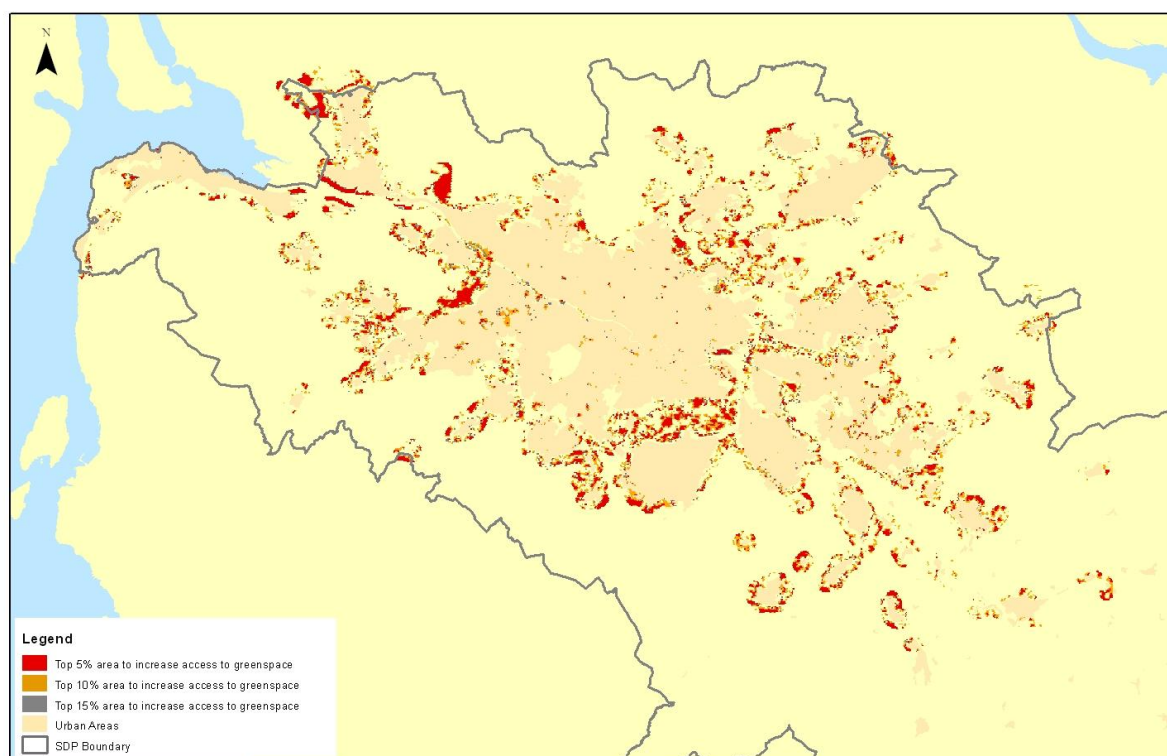 N
Legend
Top 5% area to increase access to greenspace
Top 10% area to increase access to greenspace
Top 15% area to increase access to greenspace
Urban Areas
SDP Boundary